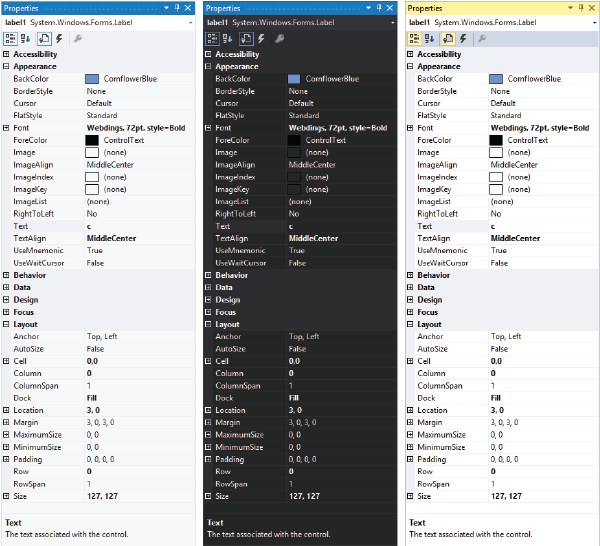 Properties
label1 System.Windows.Forms.Label
Accessibility
Appearance
BackColor CornflowerBlue
BorderStyle None
Cursor Default
FlatStyle Standard
Font Webdings, 72pt, style=Bold
ForeColor ControlText
Image (none)
ImageAlign MiddleCenter
ImageIndex (none)
ImageKey (none)
ImageList (none)
RightToLeft No
Text c
TextAlign MiddleCenter
UseMnemonic True
UseWaitCursor False
Behavior
Data
Design
Focus
Layout
Anchor Top, Left
AutoSize False
Cell 0,0
Column 0
ColumnSpan 1
Dock Fill
Location 3, 0
Margin 3, 0, 3, 0
MaximumSize 0, 0
MinimumSize 0, 0
Padding 0, 0, 0, 0
Row 0
RowSpan 1
Size 127, 127
Text
The text associated with the control.
Properties
label1 System.Windows.Forms.Label
Accessibility
Appearance
BackColor CornflowerBlue
BorderStyle None
Cursor Default
FlatStyle Standard
Font Webdings, 72pt, style=Bold
ForeColor ControlText
Image (none)
ImageAlign MiddleCenter
ImageIndex (none)
ImageKey (none)
ImageList (none)
RightToLeft No
Text c
TextAlign MiddleCenter
UseMnemonic True
UseWaitCursor False
Behavior
Data
Design
Focus
Layout
Anchor Top, Left
AutoSize False
Cell 0,0
Column 0
ColumnSpan 1
Dock Fill
Location 3, 0
Margin 3, 0, 3, 0
MaximumSize 0, 0
MinimumSize 0, 0
Padding 0, 0, 0, 0
Row 0
RowSpan 1
Size 127, 127
Text
The text associated with the control.
Properties
label1 System.Windows.Forms.Label
Accessibility
Appearance
BackColor CornflowerBlue
BorderStyle None
Cursor Default
FlatStyle Standard
Font Webdings, 72pt, style=Bold
ForeColor ControlText
Image (none)
ImageAlign MiddleCenter
ImageIndex (none)
ImageKey (none)
ImageList (none)
RightToLeft No
Text c
TextAlign MiddleCenter
UseMnemonic True
UseWaitCursor False
Behavior
Data
Design
Focus
Layout
Anchor Top, Left
AutoSize False
Cell 0,0
Column 0
ColumnSpan 1
Dock Fill
Location 3, 0
Margin 3, 0, 3, 0
MaximumSize 0, 0
MinimumSize 0, 0
Padding 0, 0, 0, 0
Row 0
RowSpan 1
Size 127, 127
Text
The text associated with the control.